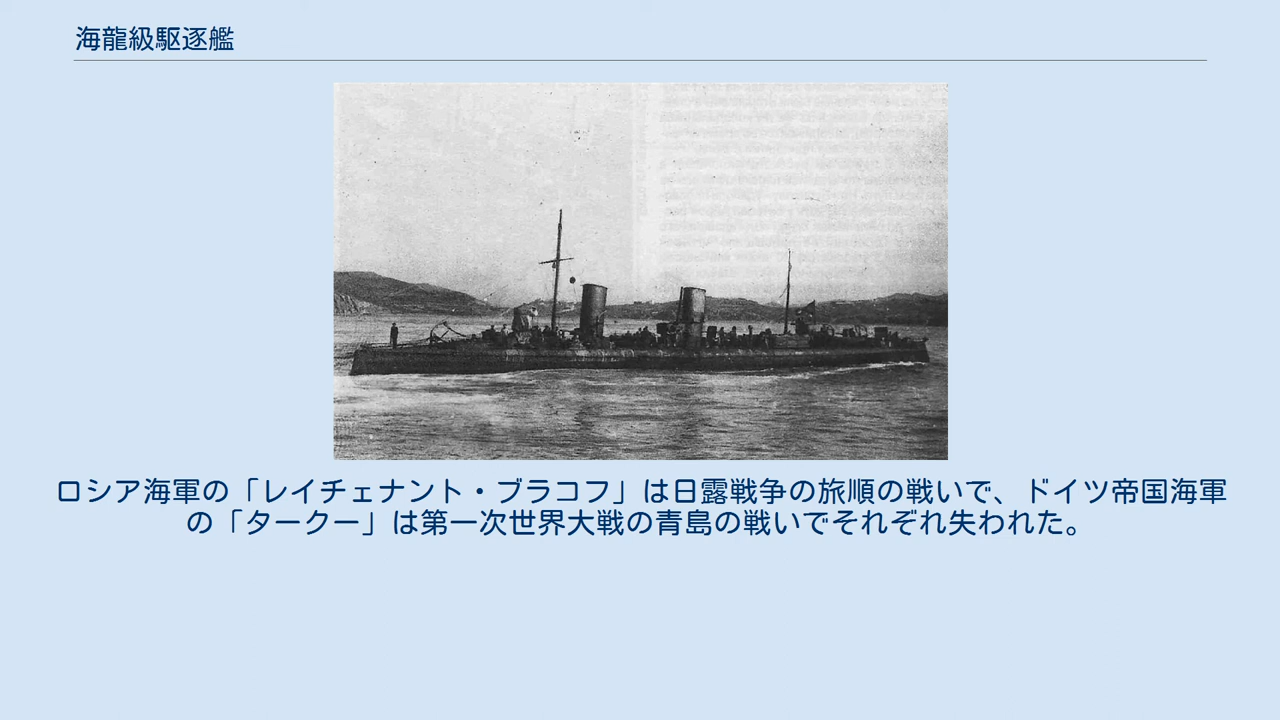 海龍級駆逐艦
ロシア海軍の「レイチェナント・ブラコフ」は日露戦争の旅順の戦いで、ドイツ帝国海軍
の「タークー」は第一次世界大戦の青島の戦いでそれぞれ失われた。